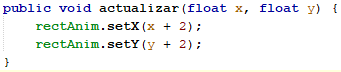 public void actualizar(float x, float y) {
    rectAnim.setX(x + 2);
    rectAnim.setY(y + 2);
}